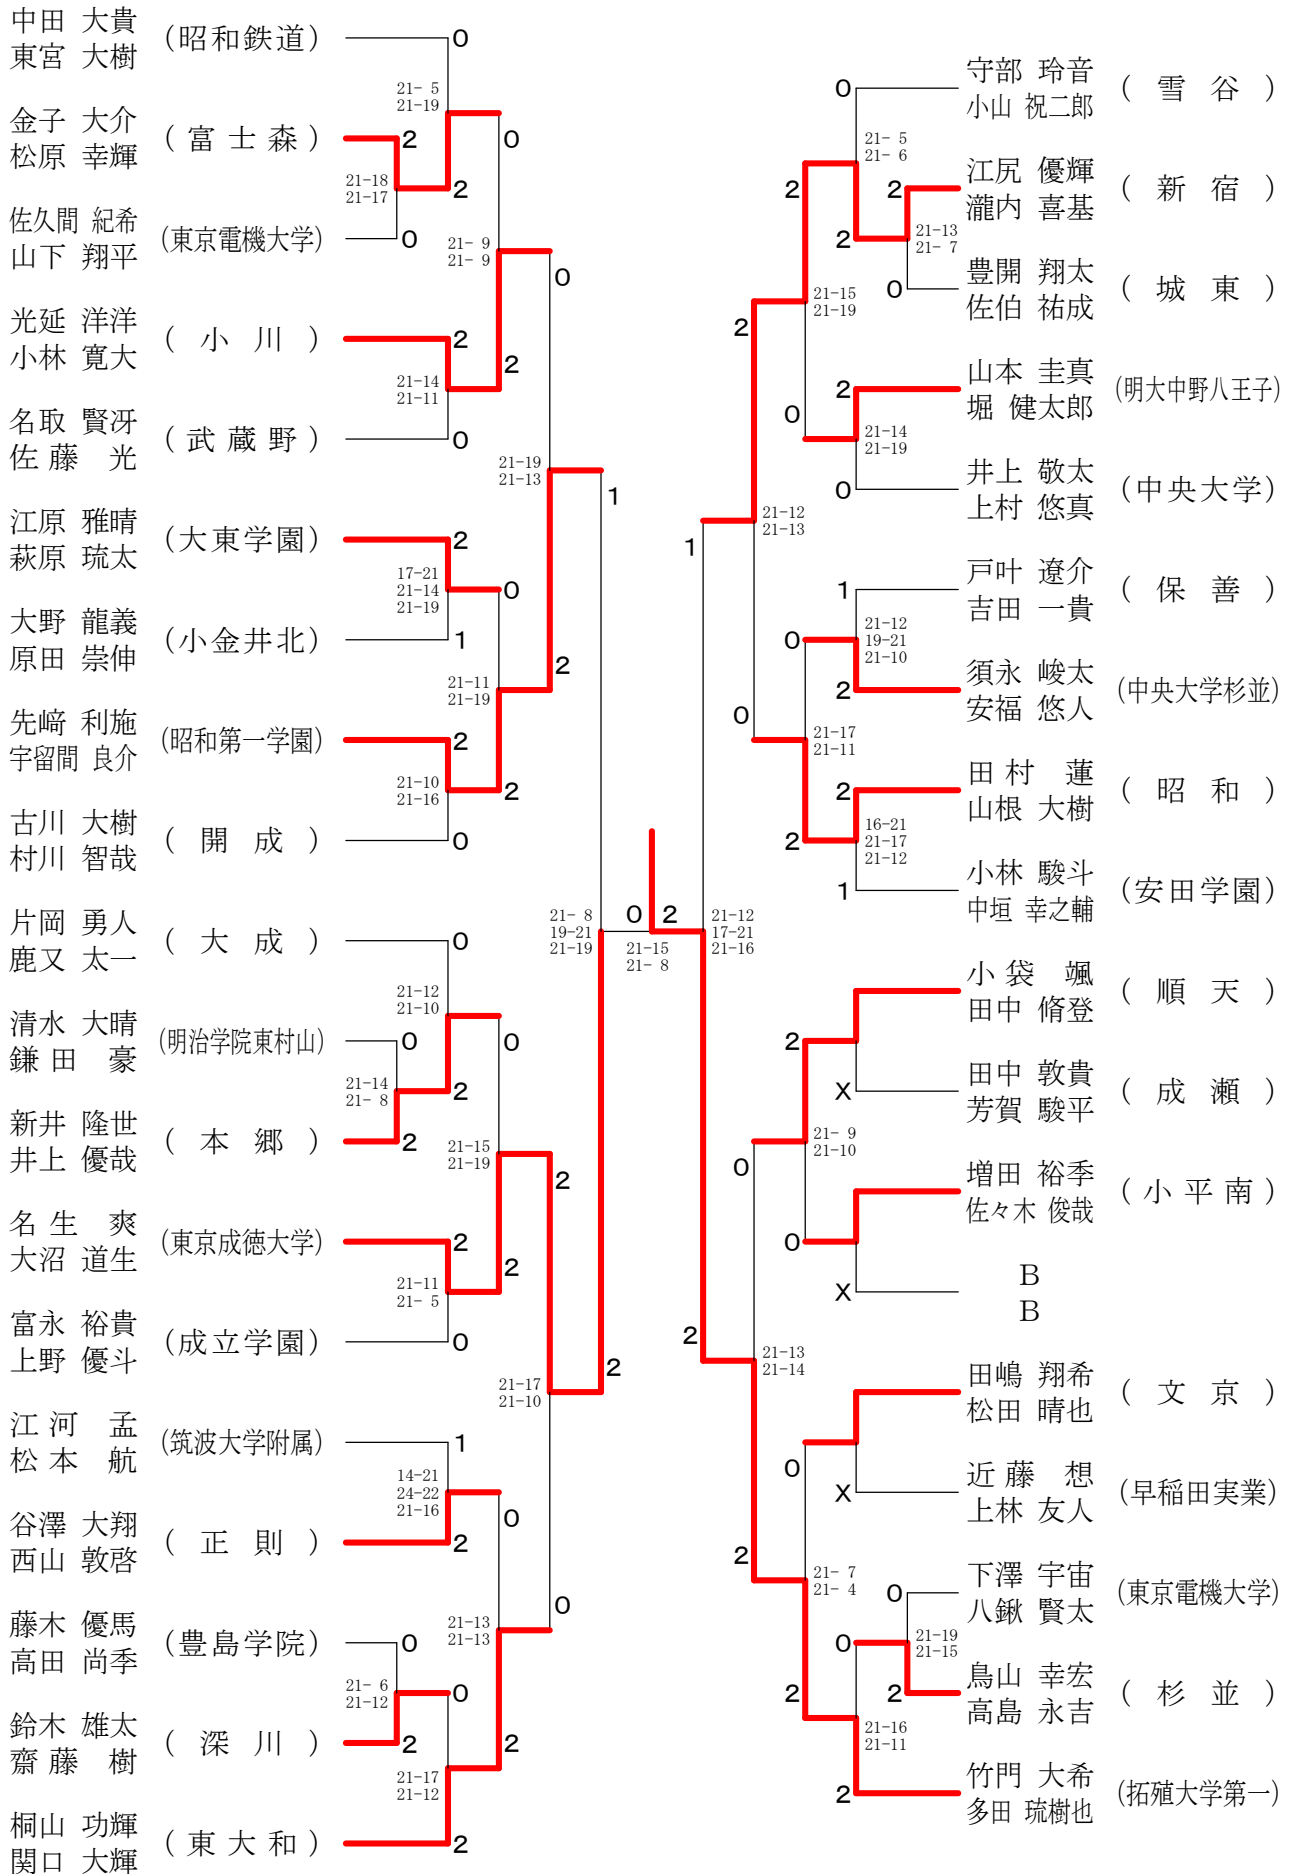 中田 大貴
東宮 大樹
(昭和鉄道)
0
21- 5
21-19
金子 大介
松原 幸輝
(富士森)
2
0
21-18
21-17
2
佐久間 紀希
山下 翔平
(東京電機大学)
0
21- 9
21- 9
0
光延 洋洋
小林 寛大
(小川)
2
2
21-14
21-11
名取 賢冴
佐藤 光
(武蔵野)
0
21-19
21-13
1
江原 雅晴
萩原 琉太
(大東学園)
2
17-21
21-14
21-19
0
大野 龍義
原田 崇伸
(小金井北)
1
2
21-11
21-19
先﨑 利施
宇留間 良介
(昭和第一学園)
2
21-10
21-16
2
古川 大樹
村川 智哉
(開成)
0
片岡 勇人
鹿又 太一
(大成)
0
21- 8
19-21
21-19
0
2
21-15
21- 8
21-12
21-10
清水 大晴
鎌田 豪
(明治学院東村山)
0
0
21-14
21- 8
2
新井 隆世
井上 優哉
(本郷)
2
21-15
21-19
2
名生 爽
大沼 道生
(東京成徳大学)
2
2
21-11
21- 5
富永 裕貴
上野 優斗
(成立学園)
0
2
21-17
21-10
江河 孟
松本 航
(筑波大学附属)
1
14-21
24-22
21-16
0
谷澤 大翔
西山 敦啓
(正則)
2
0
藤木 優馬
高田 尚季
(豊島学院)
0
21-13
21-13
21- 6
21-12
0
鈴木 雄太
齋藤 樹
(深川)
2
2
21-17
21-12
桐山 功輝
関口 大輝
(東大和)
2
0
守部 玲音
小山 祝二郎
(雪谷)
21- 5
21- 6
2
2
江尻 優輝
瀧内 喜基
(新宿)
2
21-13
21- 7
0
豊開 翔太
佐伯 祐成
(城東)
21-15
21-19
2
2
山本 圭真
堀 健太郎
(明大中野八王子)
0
21-14
21-19
0
井上 敬太
上村 悠真
(中央大学)
21-12
21-13
1
1
戸叶 遼介
吉田 一貴
(保善)
21-12
19-21
21-10
0
2
須永 峻太
安福 悠人
(中央大学杉並)
0
21-17
21-11
2
田村 蓮
山根 大樹
(昭和)
2
16-21
21-17
21-12
1
小林 駿斗
中垣 幸之輔
(安田学園)
21-12
17-21
21-16
小袋 颯
田中 脩登
(順天)
2
X
田中 敦貴
芳賀 駿平
(成瀬)
21- 9
21-10
0
増田 裕季
佐々木 俊哉
(小平南)
0
X
B
B
2
21-13
21-14
田嶋 翔希
松田 晴也
(文京)
0
X
近藤 想
上林 友人
(早稲田実業)
2
21- 7
21- 4
0
下澤 宇宙
八鍬 賢太
(東京電機大学)
21-19
21-15
0
2
2
鳥山 幸宏
高島 永吉
(杉並)
21-16
21-11
2
竹門 大希
多田 琉樹也
(拓殖大学第一)